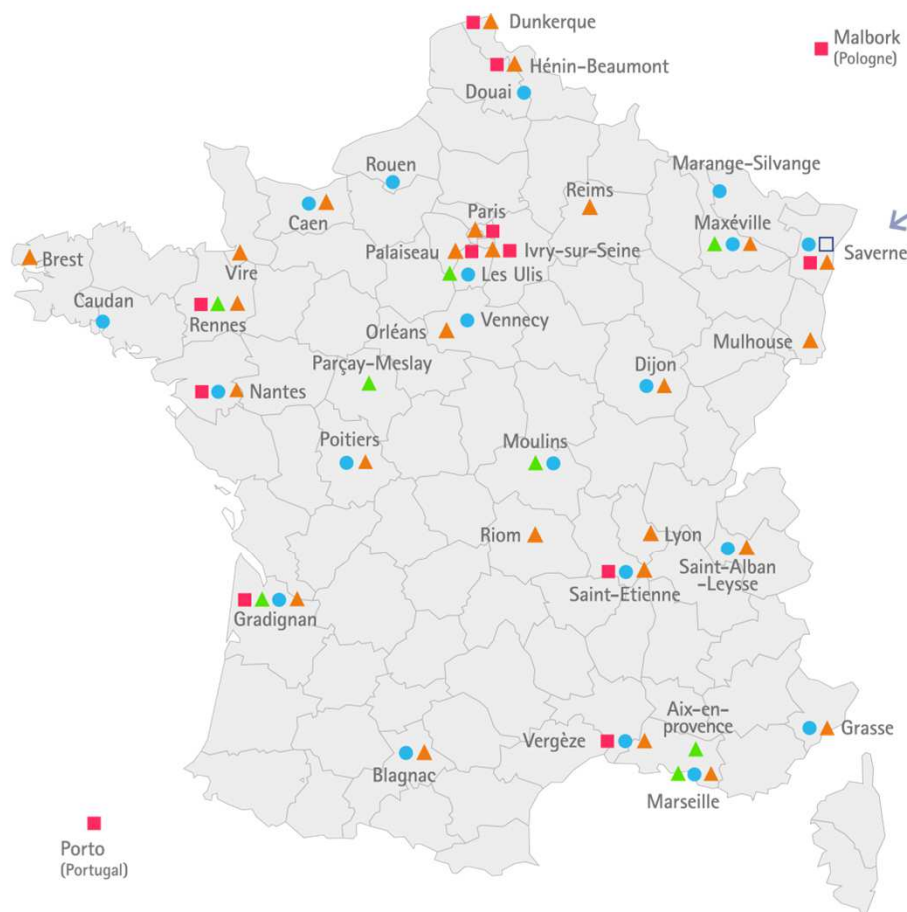 Dunkerque
Malbork
(Pologne)
Hénin-Beaumont
Douai
Rouen
Marange-Silvange
Reims
Caen
Paris
Maxéville
Palaiseau
Ivry-sur-Seine
Saverne
Brest
Vire
Les Ulis
Caudan
Rennes
Vennecy
Orléans
Mulhouse
Parçay-Meslay
Dijon
Nantes
Poitiers
Moulins
Riom
Lyon
Saint-Alban
-Leysse
Saint-Etienne
Gradignan
Aix-en-
provence
Grasse
Vergèze
Blagnac
Marseille
Porto
(Portugal)